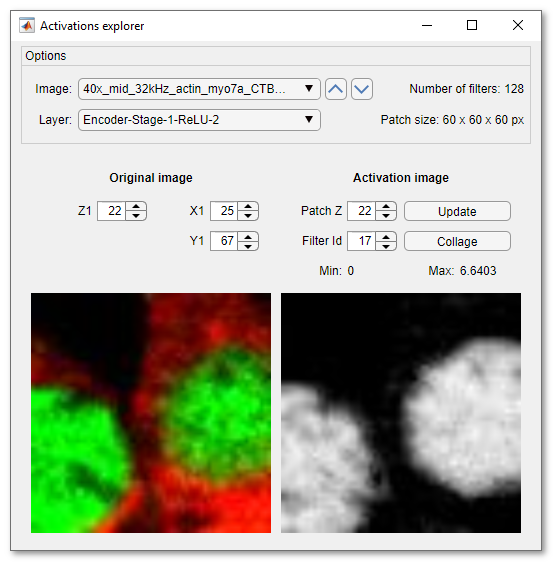 Activations explorer
Options
Image: 40x_mid_32kHz_actin_myo7a_CTB... Number of filters: 128
Layer: Encoder-Stage-1-ReLU-2 Patch size: 60 x 60 x 60 px
Original image Activation image
Z1 22 X1 25 Patch Z 22 Update
Y1 67 Filter Id 17 Collage
Min: 0 Max: 6.6403